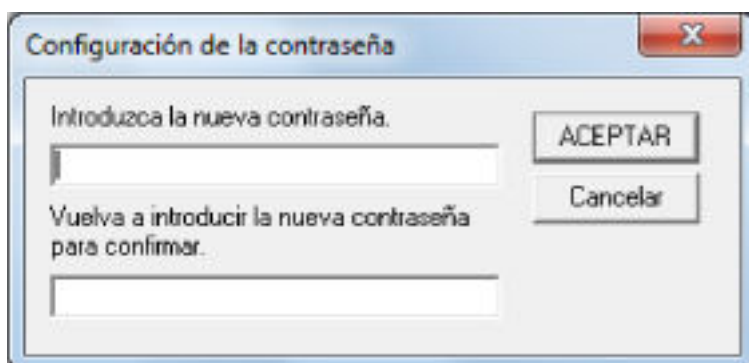 Configuración de la contraseña
Introduzca la nueva contraseña.
ACEPTAR
Cancelar
Vuelva a introducir la nueva contraseña
para confirmar.